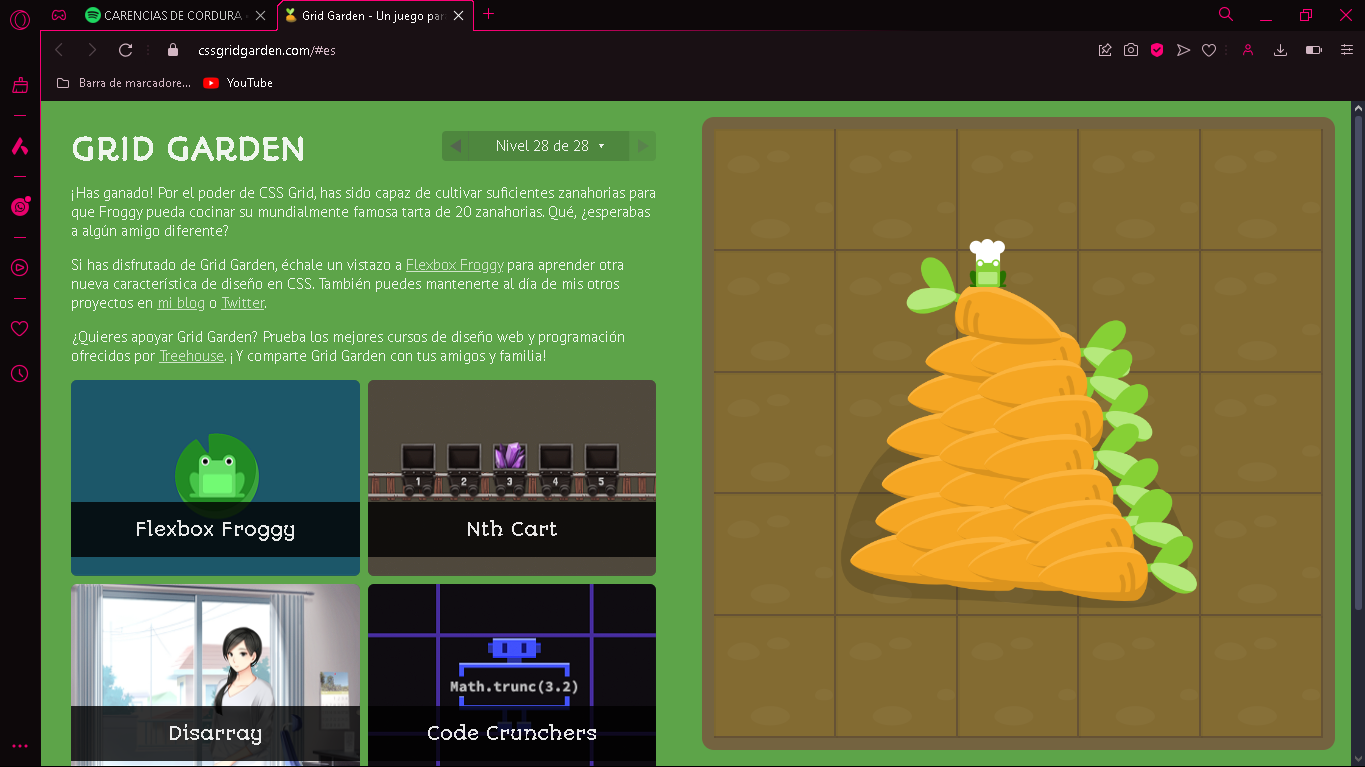 CARENCIAS DE CORDURA
Grid Garden - Un juego par
cssgridgarden.com/#es
Barra de marcadore...
YouTube
GRID GARDEN
Nivel 28 de 28
¡Has ganado! Por el poder de CSS Grid, has sido capaz de cultivar suficientes zanahorias para
que Froggy pueda cocinar su mundialmente famosa tarta de 20 zanahorias. Qué, ¿esperabas
a algún amigo diferente?
Si has disfrutado de Grid Garden, échale un vistazo a Flexbox Froggy para aprender otra
nueva característica de diseño en CSS. También puedes mantenerte al día de mis otros
proyectos en mi blog o Twitter.
¿Quieres apoyar Grid Garden? Prueba los mejores cursos de diseño web y programación
ofrecidos por Treehouse. ¡Y comparte Grid Garden con tus amigos y familia!
Flexbox Froggy
1 2 3 4 5
Nth Cart
Disarray
Math.trunc(3.2)
Code Crunchers